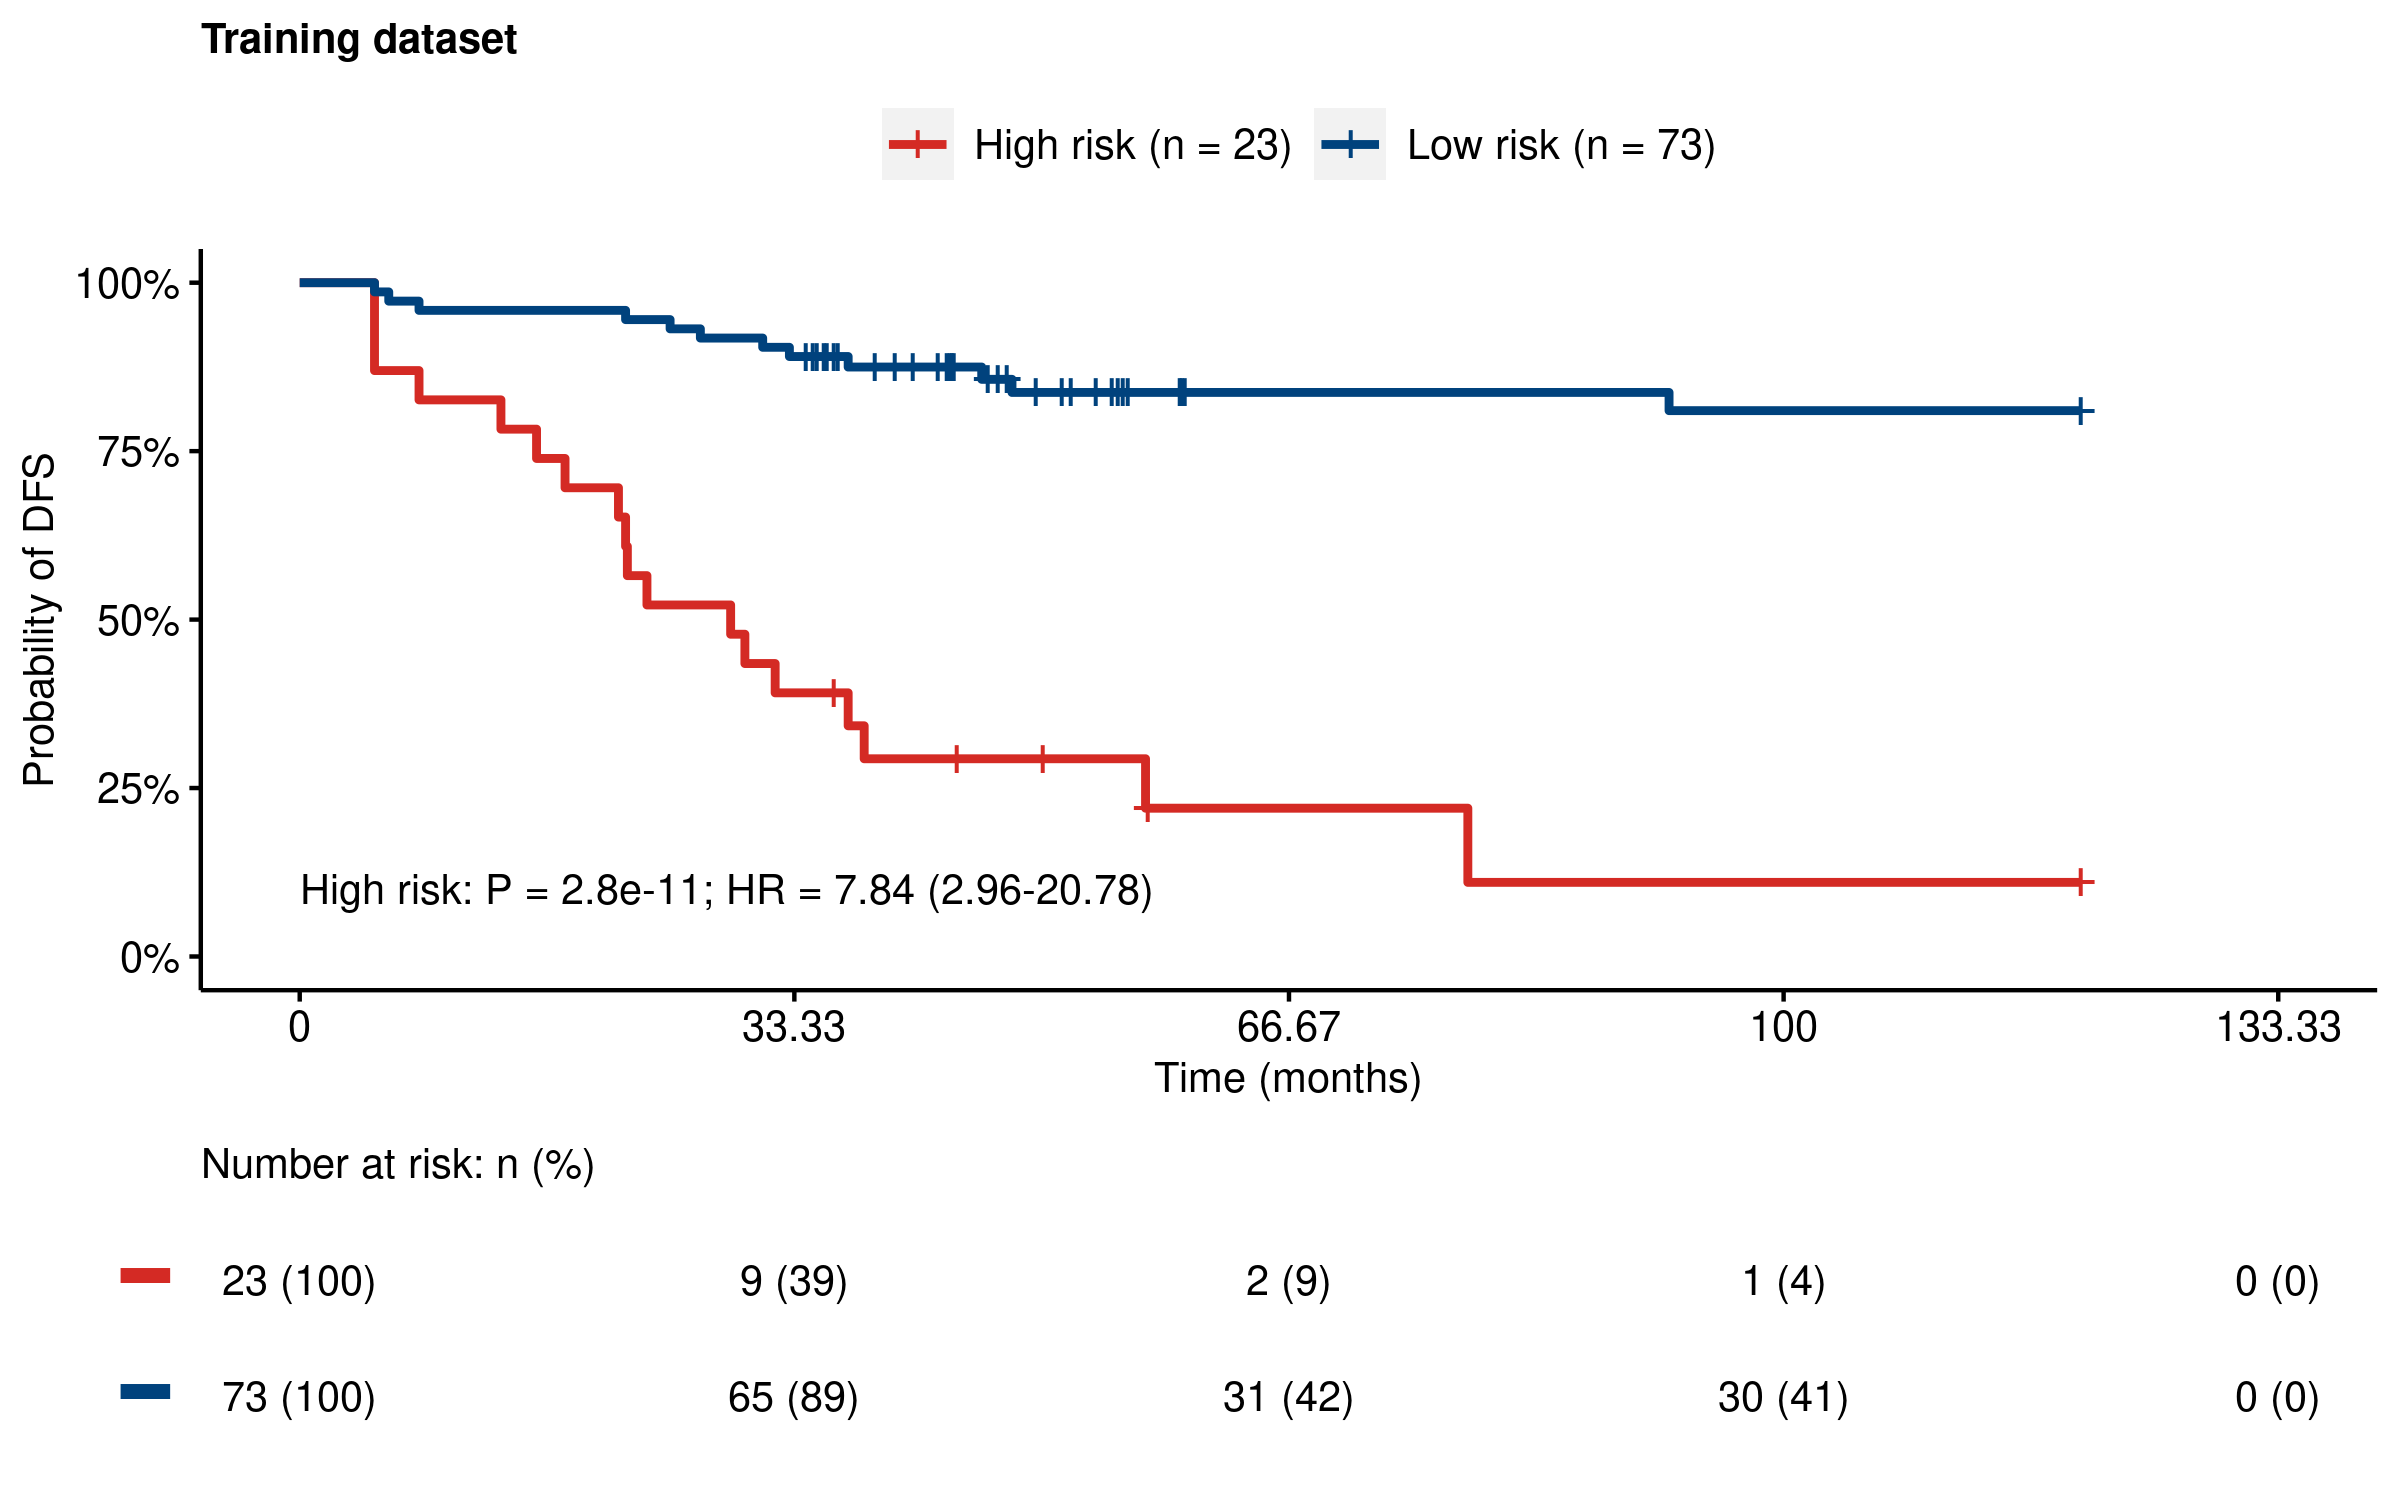 Training dataset
High risk (n = 23) Low risk (n = 73)
100%
75%
50%
25%
0%
Probability of DFS
High risk: P = 2.8e-11; HR = 7.84 (2.96-20.78)
0 33.33 66.67 100 133.33
Time (months)
Number at risk: n (%)
23 (100) 9 (39) 2 (9) 1 (4) 0 (0)
73 (100) 65 (89) 31 (42) 30 (41) 0 (0)